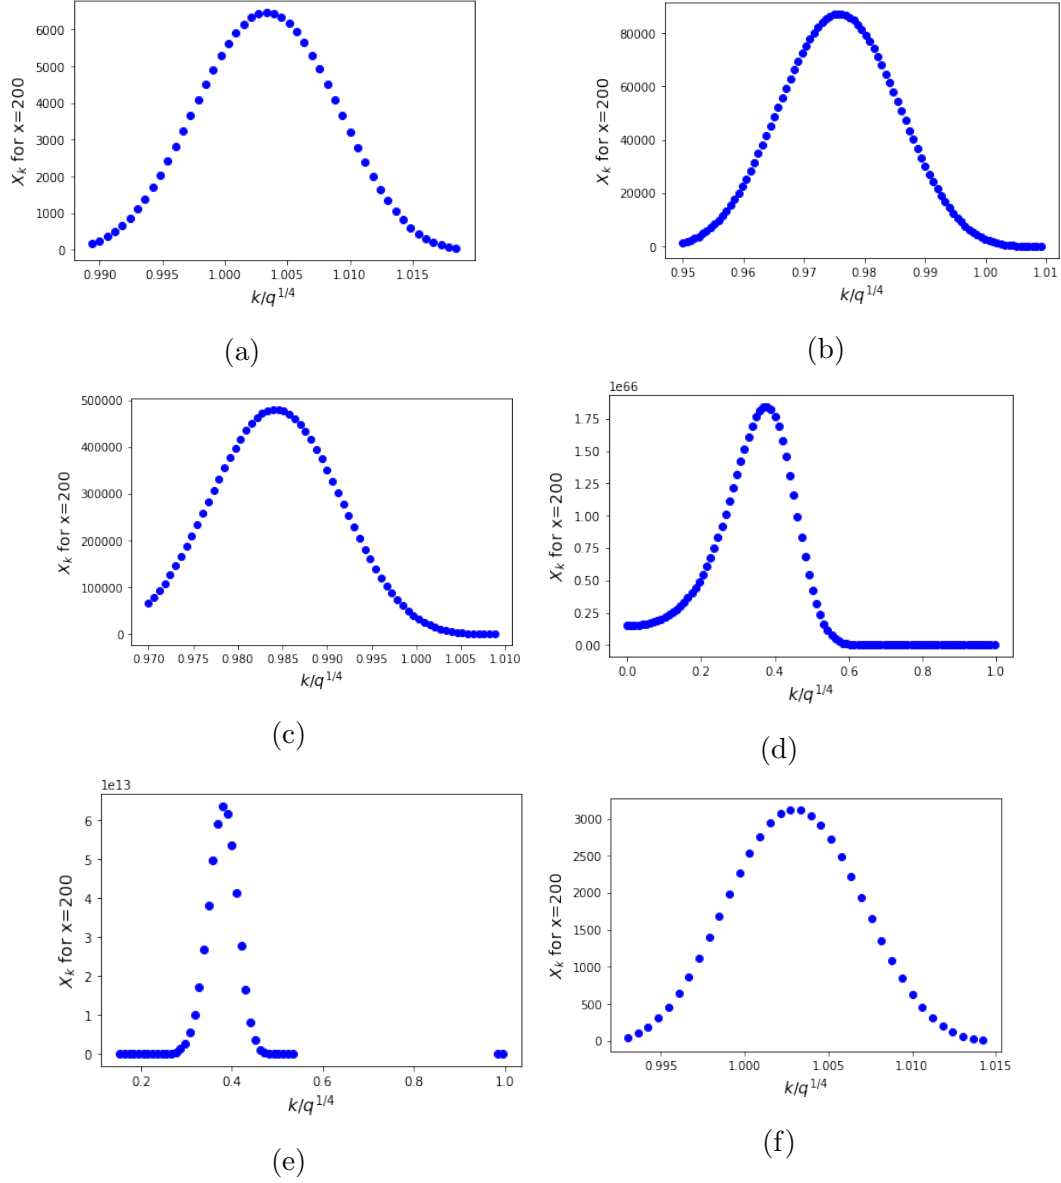 6000
5000
4000
3000
2000
1000
0
X_k for x=200
0.990 0.995 1.000 1.005 1.010 1.015
k/q^{1/4}
(a)
80000
60000
40000
20000
0
X_k for x=200
0.95 0.96 0.97 0.98 0.99 1.00 1.01
k/q^{1/4}
(b)
500000
400000
300000
200000
100000
0
X_k for x=200
0.970 0.975 0.980 0.985 0.990 0.995 1.000 1.005 1.010
k/q^{1/4}
(c)
1e66
1.75
1.50
1.25
1.00
0.75
0.50
0.25
0.00
X_k for x=200
0.0 0.2 0.4 0.6 0.8 1.0
k/q^{1/4}
(d)
1e13
6
5
4
3
2
1
0
X_k for x=200
0.2 0.4 0.6 0.8 1.0
k/q^{1/4}
(e)
3000
2500
2000
1500
1000
500
0
X_k for x=200
0.995 1.000 1.005 1.010 1.015
k/q^{1/4}
(f)